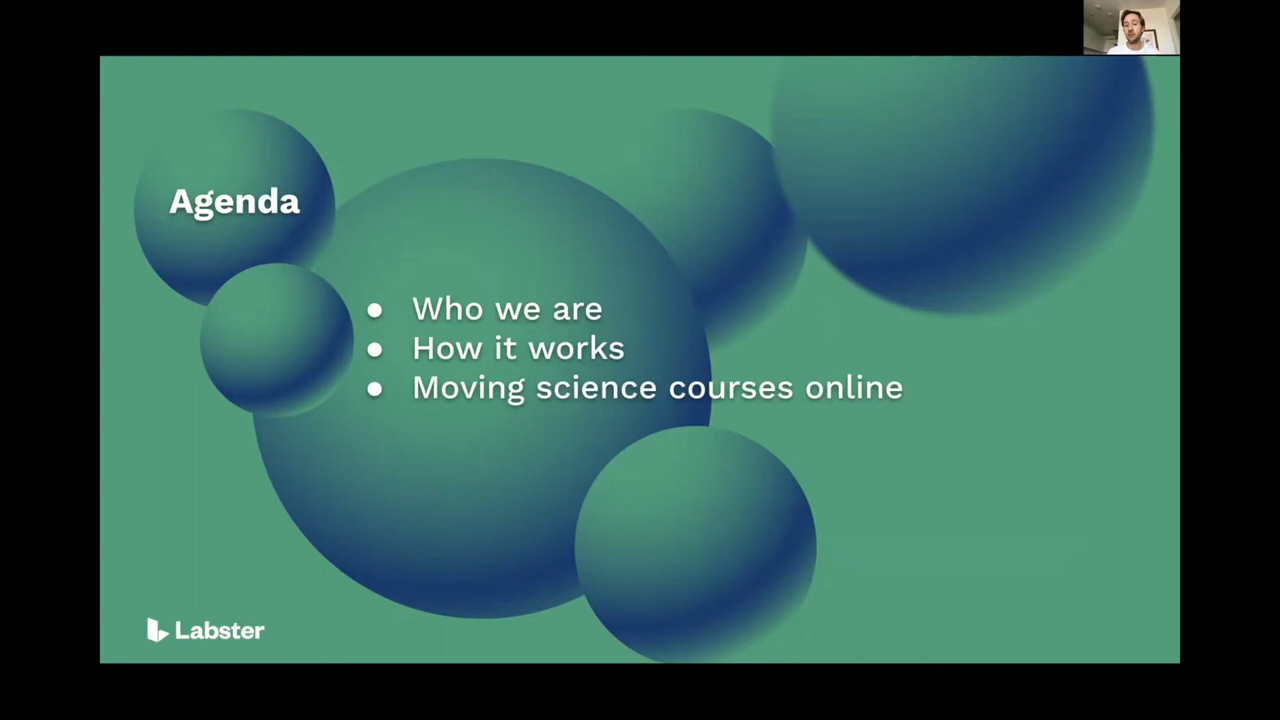 Agenda
● Who we are
● How it works
● Moving science courses online
Labster